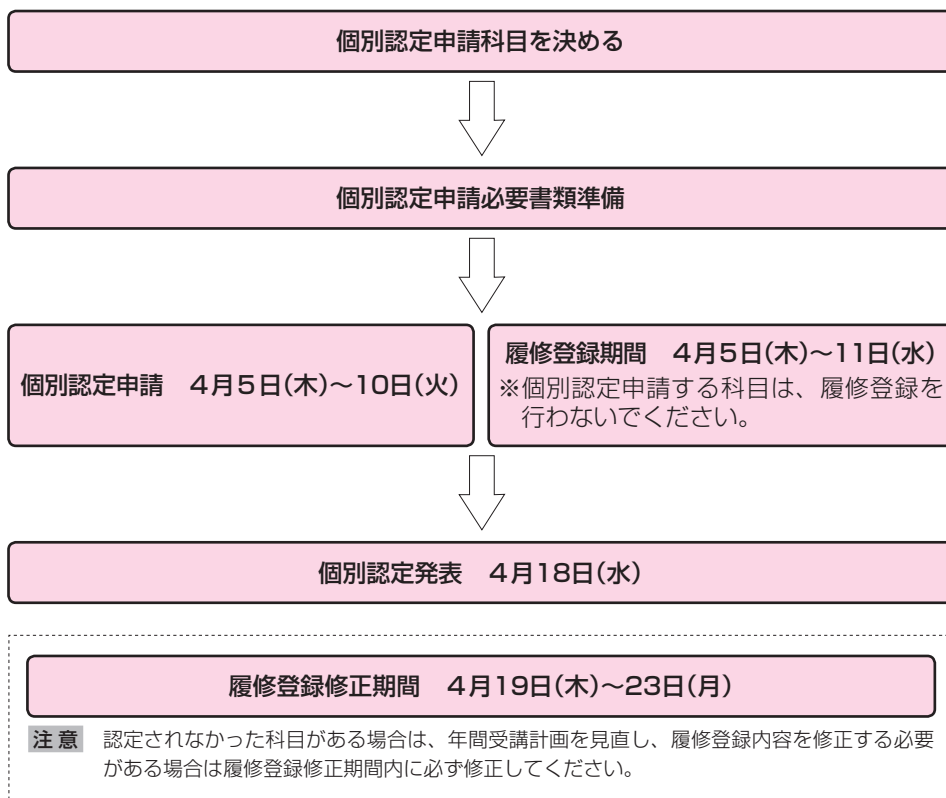 個別認定申請科目を決める
個別認定申請必要書類準備
個別認定申請　4月5日(木)〜10日(火)
履修登録期間　4月5日(木)〜11日(水)
※個別認定申請する科目は、履修登録を
行わないでください。
個別認定発表　4月18日(水)
履修登録修正期間　4月19日(木)〜23日(月)
注意　認定されなかった科目がある場合は、年間受講計画を見直し、履修登録内容を修正する必要
がある場合は履修登録修正期間内に必ず修正してください。